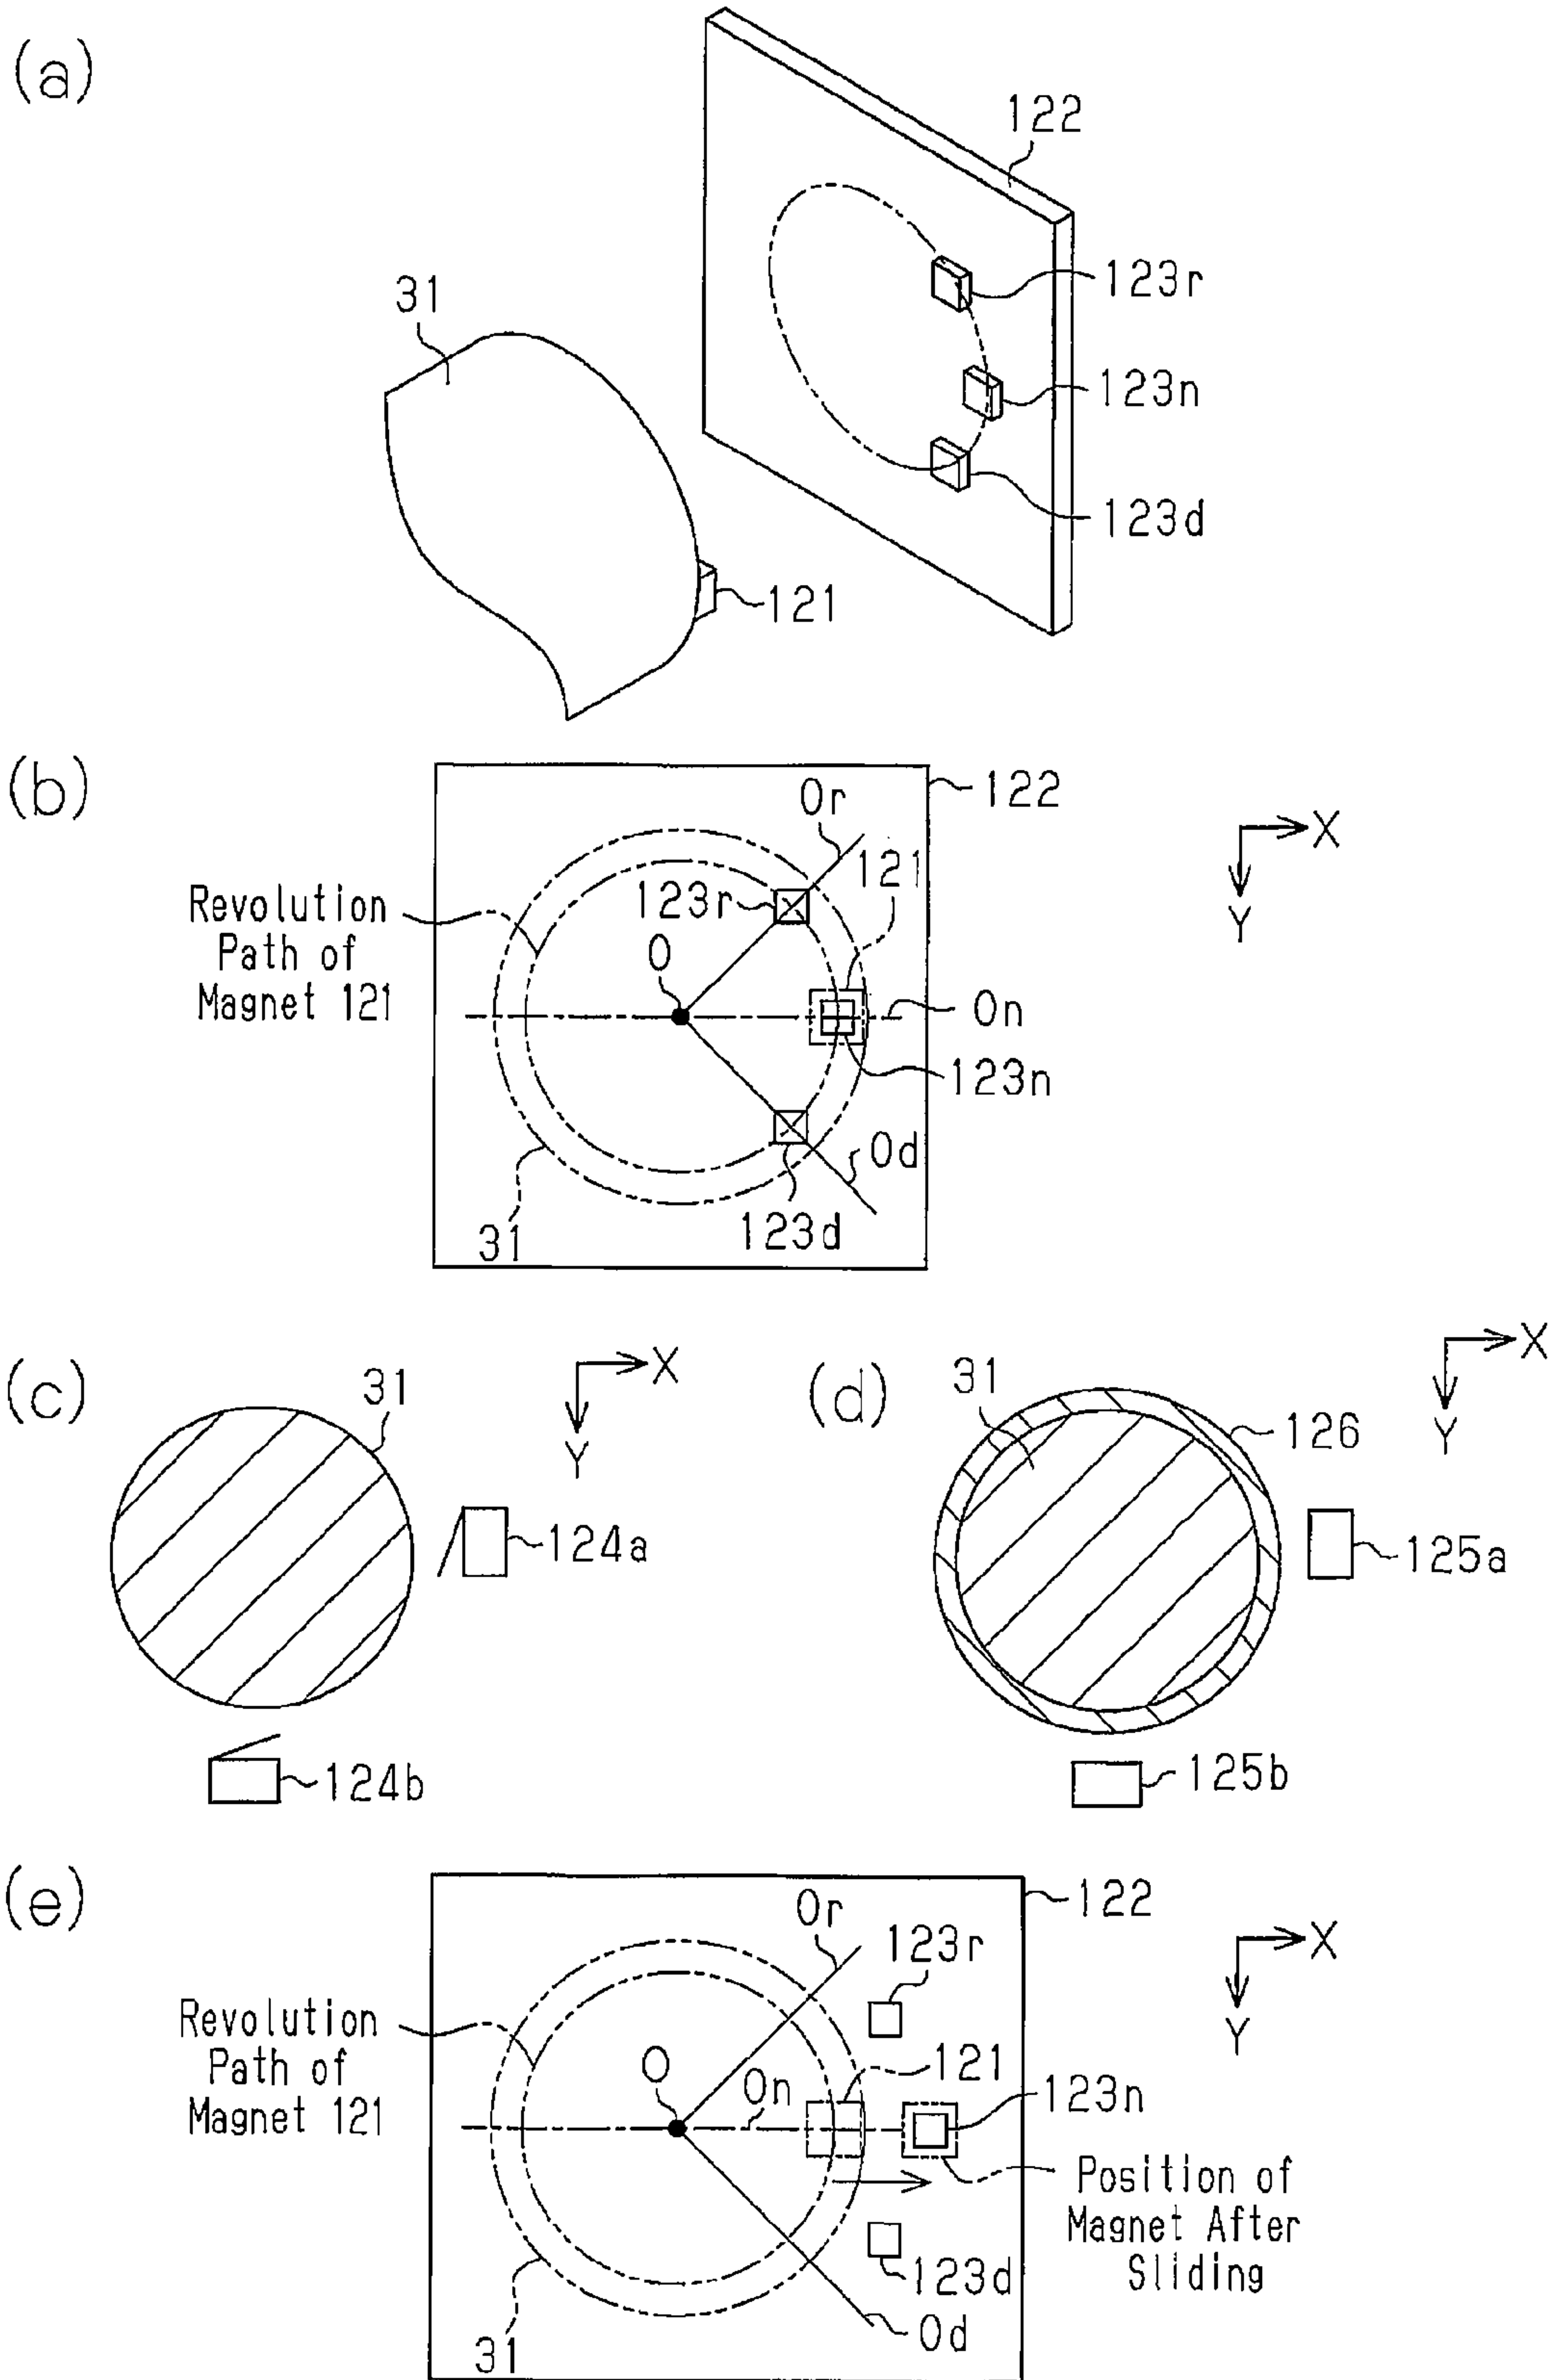 (a)
122
31
123r
123n
123d
121
(b)
122
Or
121
X
Y
Revolution
Path of
Magnet 121
123r
O
On
123n
Od
31
123d
(c)
31
X
Y
124a
124b
(d)
31
126
X
Y
125a
125b
(e)
122
Or
123r
X
Y
Revolution
Path of
Magnet 121
O
On
121
123n
Position of
Magnet After
Sliding
123d
Od
31